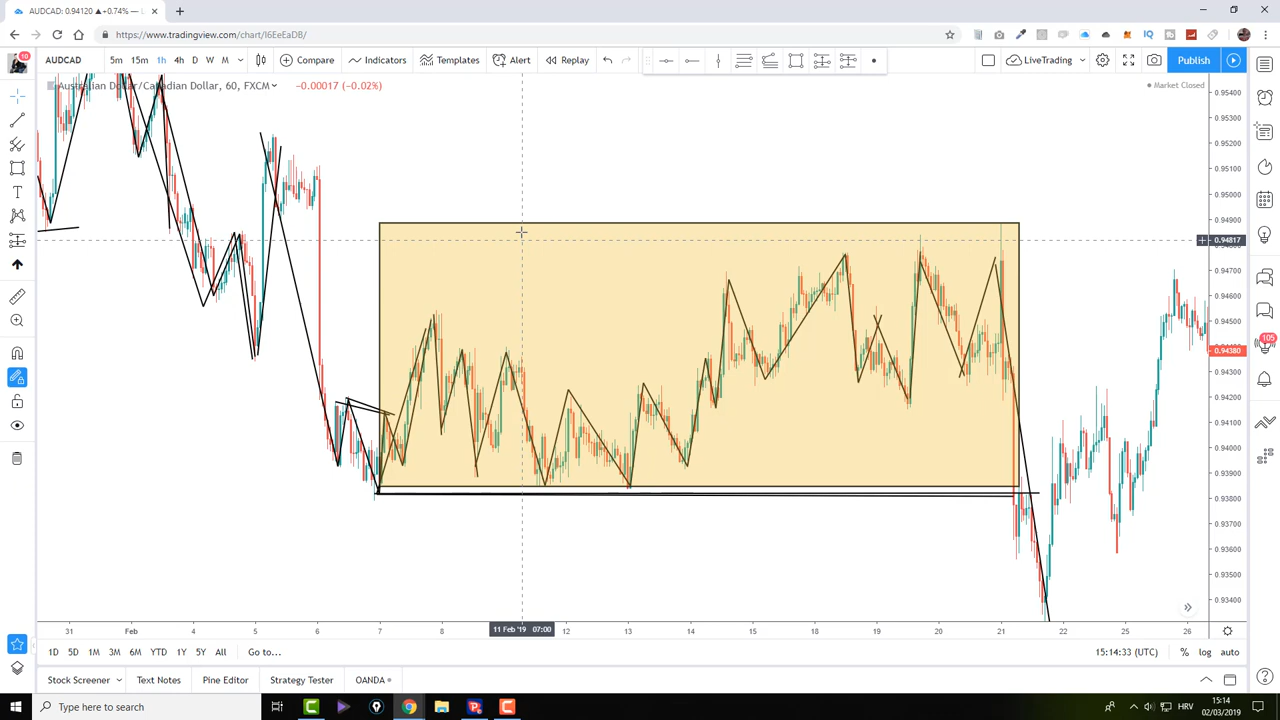 AUDCAD: 0.94120 ▲+0.74% —
https://www.tradingview.com/chart/I6EeEaDB/
10
AUDCAD 5m 15m 1h 4h D W M Compare Indicators Templates Alert Replay LiveTrading Publish
Australian Dollar/Canadian Dollar, 60, FXCM −0.00017 (−0.02%)
Market Closed
0.95400
0.95300
0.95200
0.95100
0.95000
0.94900
0.94817
0.94700
0.94600
0.94500
105
0.94400
0.94380
0.94300
0.94200
0.94100
0.94000
0.93900
0.93800
0.93700
0.93600
0.93500
0.93400
31 Feb 4 6 7 8 11 Feb '19 07:00 12 13 14 15 18 19 20 21 22 25 26
1D 5D 1M 3M 6M YTD 1Y 5Y All Go to... 15:14:33 (UTC) % log auto
Stock Screener Text Notes Pine Editor Strategy Tester OANDA
Type here to search
HRV
15:14
02/03/2019